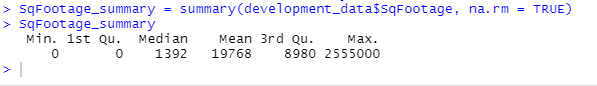 > SqFootage_summary = summary(development_data$SqFootage, na.rm = TRUE)
> SqFootage_summary
   Min. 1st Qu.  Median    Mean 3rd Qu.    Max.
      0       0    1392   19768    8980 2555000
>